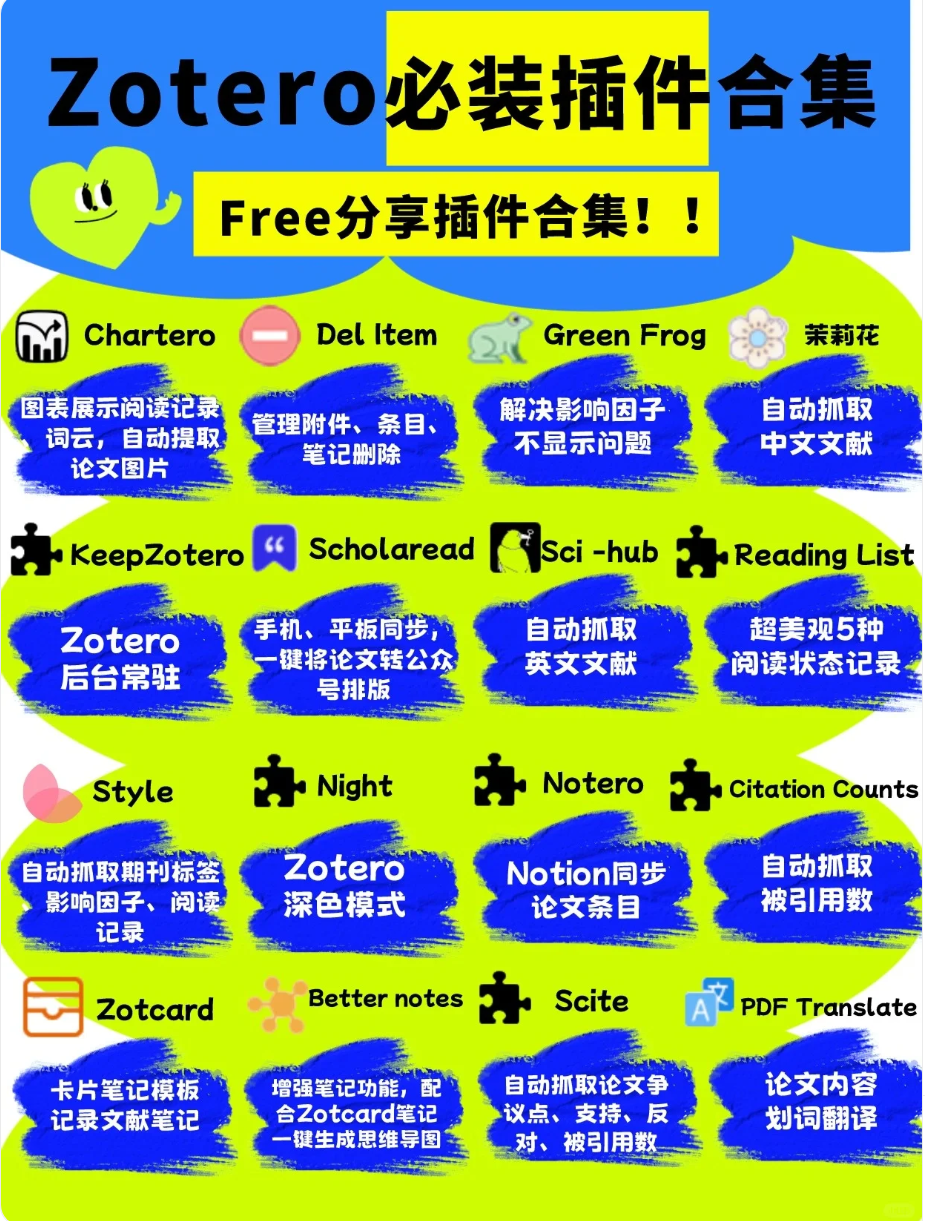 Zotero必装插件合集
Free分享插件合集！！
Chartero
图表展示阅读记录
、词云，自动提取
论文图片
Del Item
管理附件、条目、
笔记删除
Green Frog
解决影响因子
不显示问题
茉莉花
自动抓取
中文文献
KeepZotero
Zotero
后台常驻
Scholaread
手机、平板同步，
一键将论文转公众
号排版
Sci -hub
自动抓取
英文文献
Reading List
超美观5种
阅读状态记录
Style
自动抓取期刊标签
、影响因子、阅读
记录
Night
Zotero
深色模式
Notero
Notion同步
论文条目
Citation Counts
自动抓取
被引用数
Zotcard
卡片笔记模板
记录文献笔记
Better notes
增强笔记功能，配
合Zotcard笔记
一键生成思维导图
Scite
自动抓取论文争
议点、支持、反
对、被引用数
PDF Translate
论文内容
划词翻译